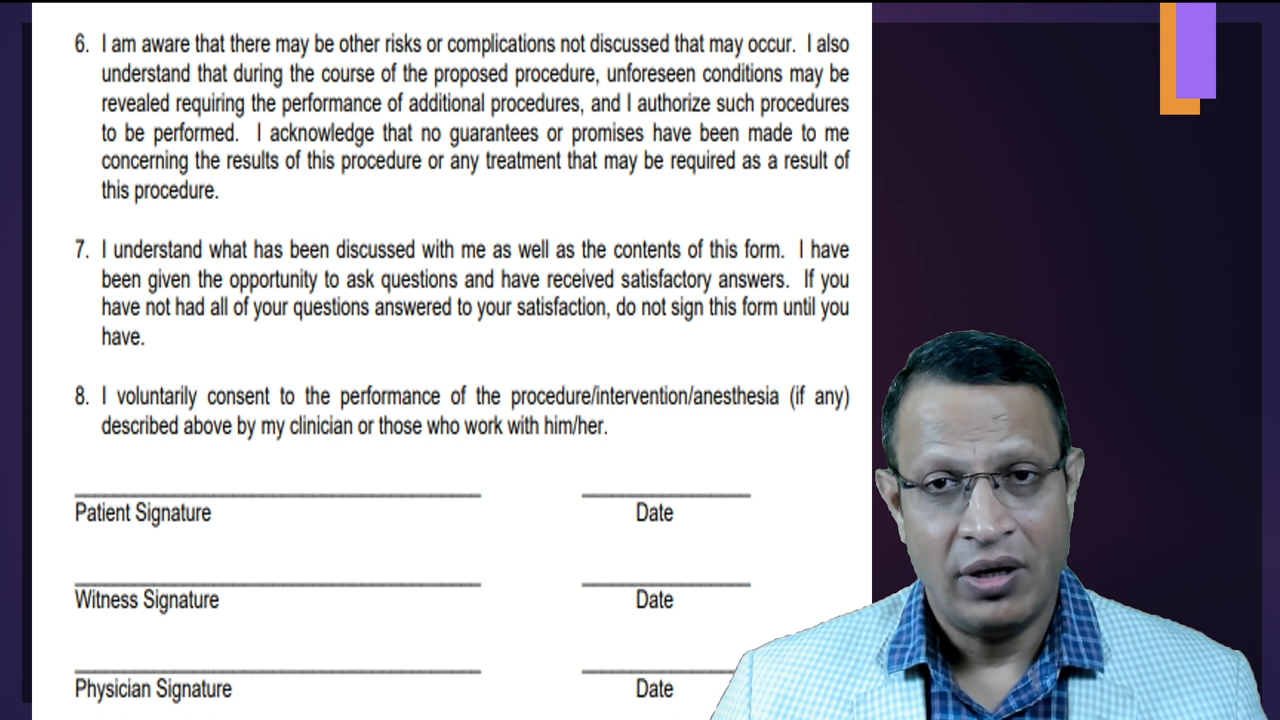 6. I am aware that there may be other risks or complications not discussed that may occur. I also
understand that during the course of the proposed procedure, unforeseen conditions may be
revealed requiring the performance of additional procedures, and I authorize such procedures
to be performed. I acknowledge that no guarantees or promises have been made to me
concerning the results of this procedure or any treatment that may be required as a result of
this procedure.
7. I understand what has been discussed with me as well as the contents of this form. I have
been given the opportunity to ask questions and have received satisfactory answers. If you
have not had all of your questions answered to your satisfaction, do not sign this form until you
have.
8. I voluntarily consent to the performance of the procedure/intervention/anesthesia (if any)
described above by my clinician or those who work with him/her.
Patient Signature Date
Witness Signature Date
Physician Signature Date